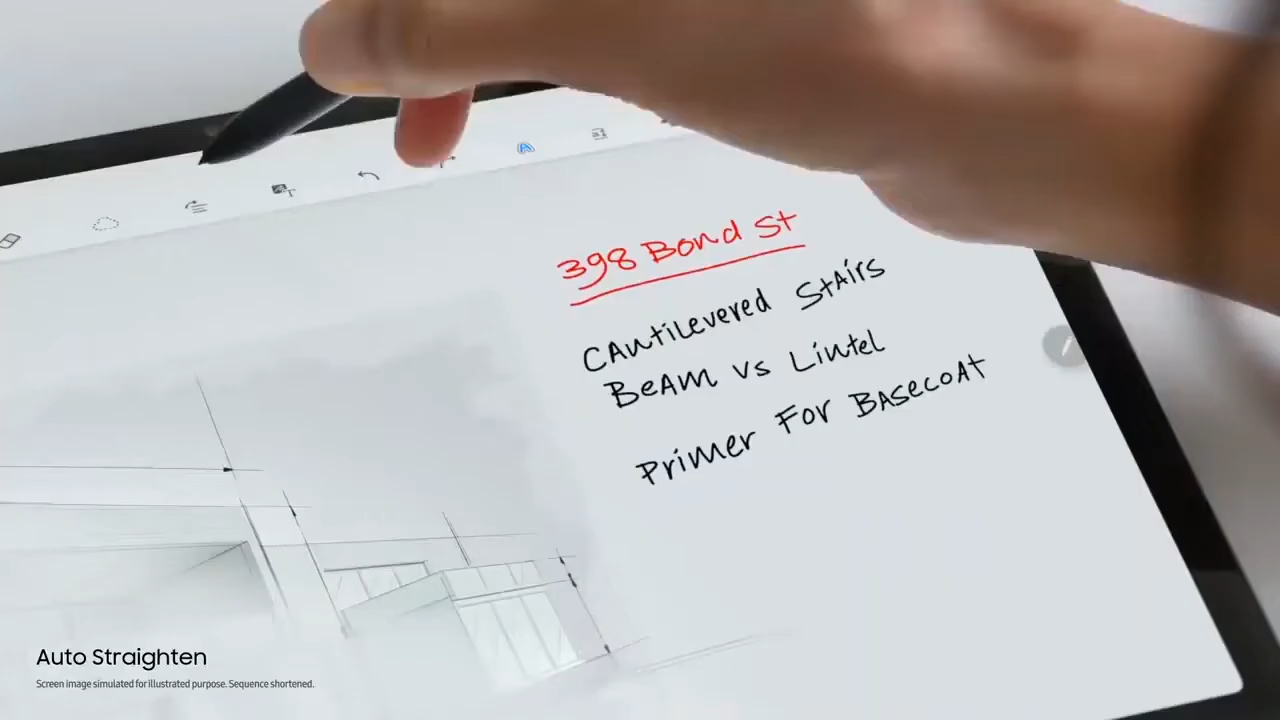 398 Bond St
CAntiLevered StAirs
BeAm vs Lintel
Primer For BAsecoAt
Auto Straighten
Screen image simulated for illustrated purpose. Sequence shortened.